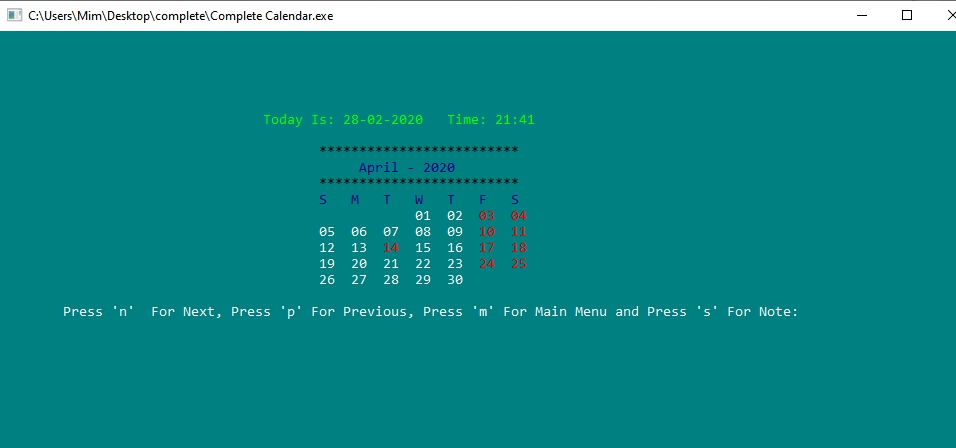 C:\Users\Mim\Desktop\complete\Complete Calendar.exe
Today Is: 28-02-2020   Time: 21:41
*************************
April - 2020
*************************
S   M   T   W   T   F   S
            01  02  03  04
05  06  07  08  09  10  11
12  13  14  15  16  17  18
19  20  21  22  23  24  25
26  27  28  29  30
Press 'n'  For Next, Press 'p' For Previous, Press 'm' For Main Menu and Press 's' For Note: